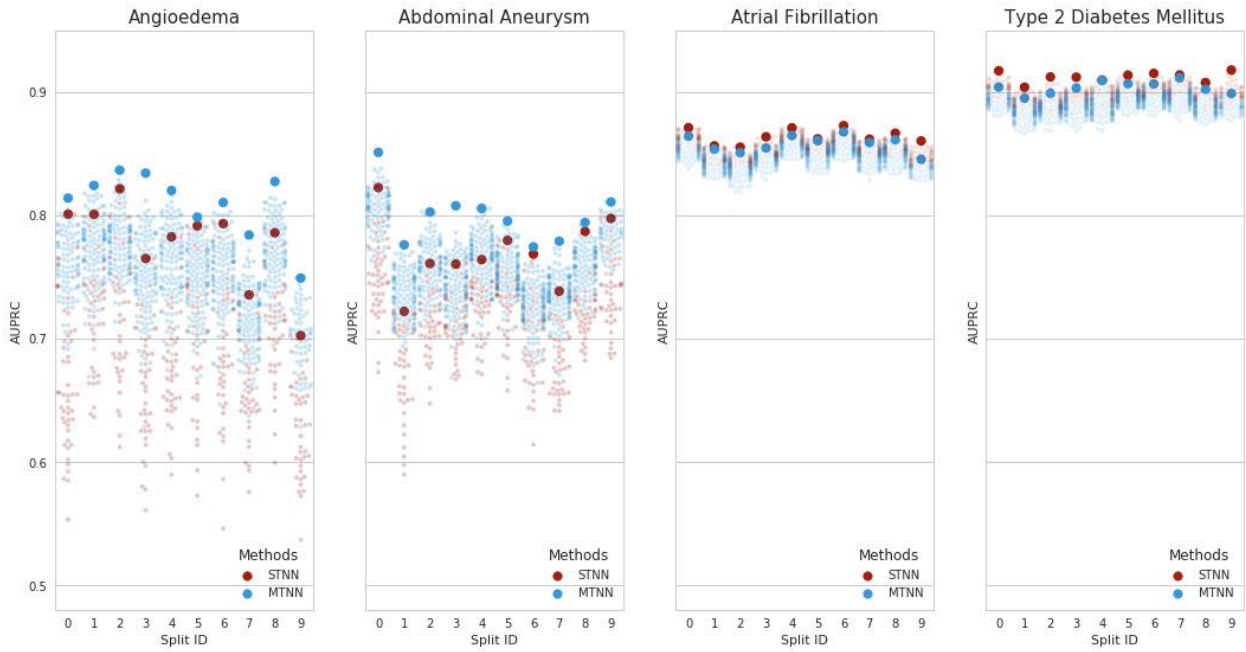 Angioedema
Abdominal Aneurysm
Atrial Fibrillation
Type 2 Diabetes Mellitus
AUPRC
0.9
0.8
0.7
0.6
0.5
Methods
STNN
MTNN
0 1 2 3 4 5 6 7 8 9
Split ID
AUPRC
Methods
STNN
MTNN
0 1 2 3 4 5 6 7 8 9
Split ID
AUPRC
Methods
STNN
MTNN
0 1 2 3 4 5 6 7 8 9
Split ID
AUPRC
Methods
STNN
MTNN
0 1 2 3 4 5 6 7 8 9
Split ID